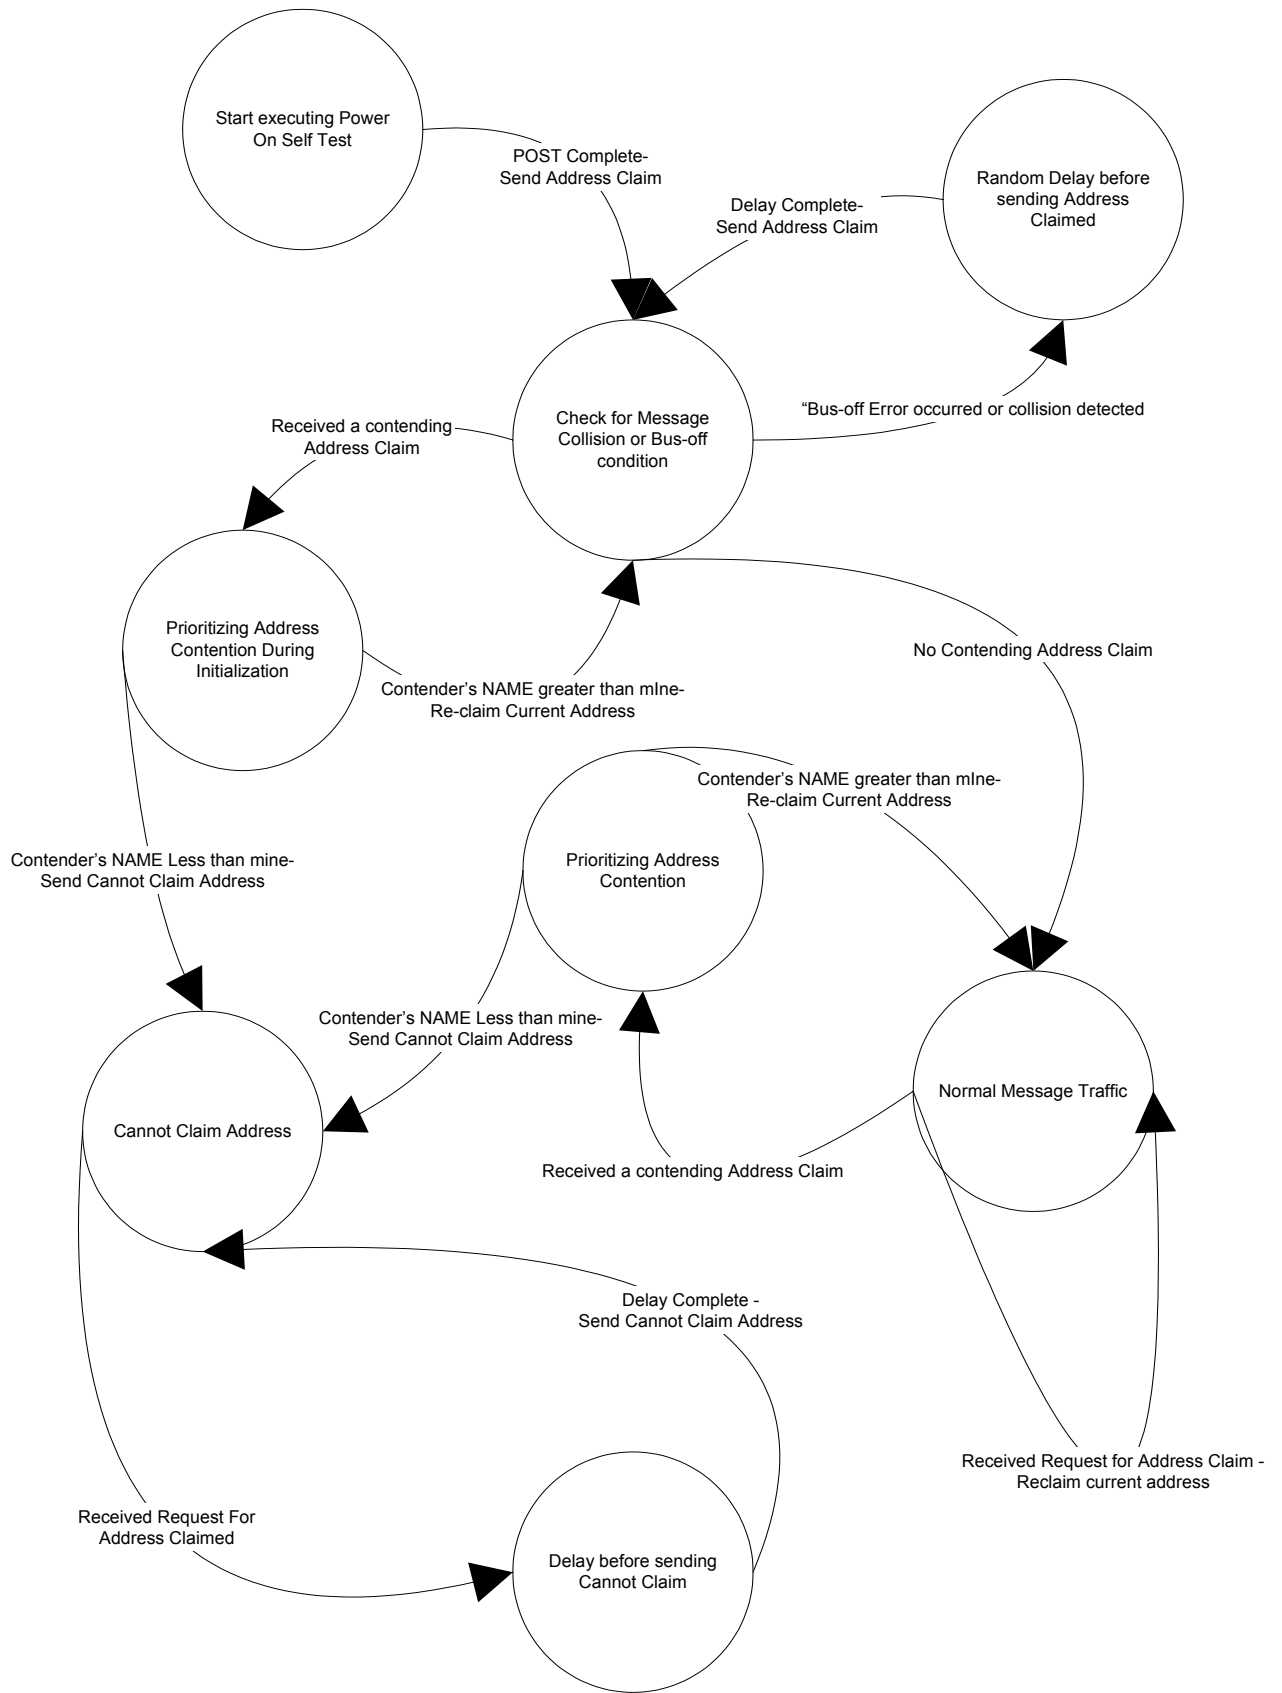 Start executing Power
On Self Test
POST Complete-
Send Address Claim
Random Delay before
sending Address
Claimed
Delay Complete-
Send Address Claim
Check for Message
Collision or Bus-off
condition
“Bus-off Error occurred or collision detected
Received a contending
Address Claim
Prioritizing Address
Contention During
Initialization
No Contending Address Claim
Contender’s NAME greater than mIne-
Re-claim Current Address
Contender’s NAME greater than mIne-
Re-claim Current Address
Contender’s NAME Less than mine-
Send Cannot Claim Address
Prioritizing Address
Contention
Contender’s NAME Less than mine-
Send Cannot Claim Address
Normal Message Traffic
Cannot Claim Address
Received a contending Address Claim
Delay Complete -
Send Cannot Claim Address
Received Request for Address Claim -
Reclaim current address
Received Request For
Address Claimed
Delay before sending
Cannot Claim